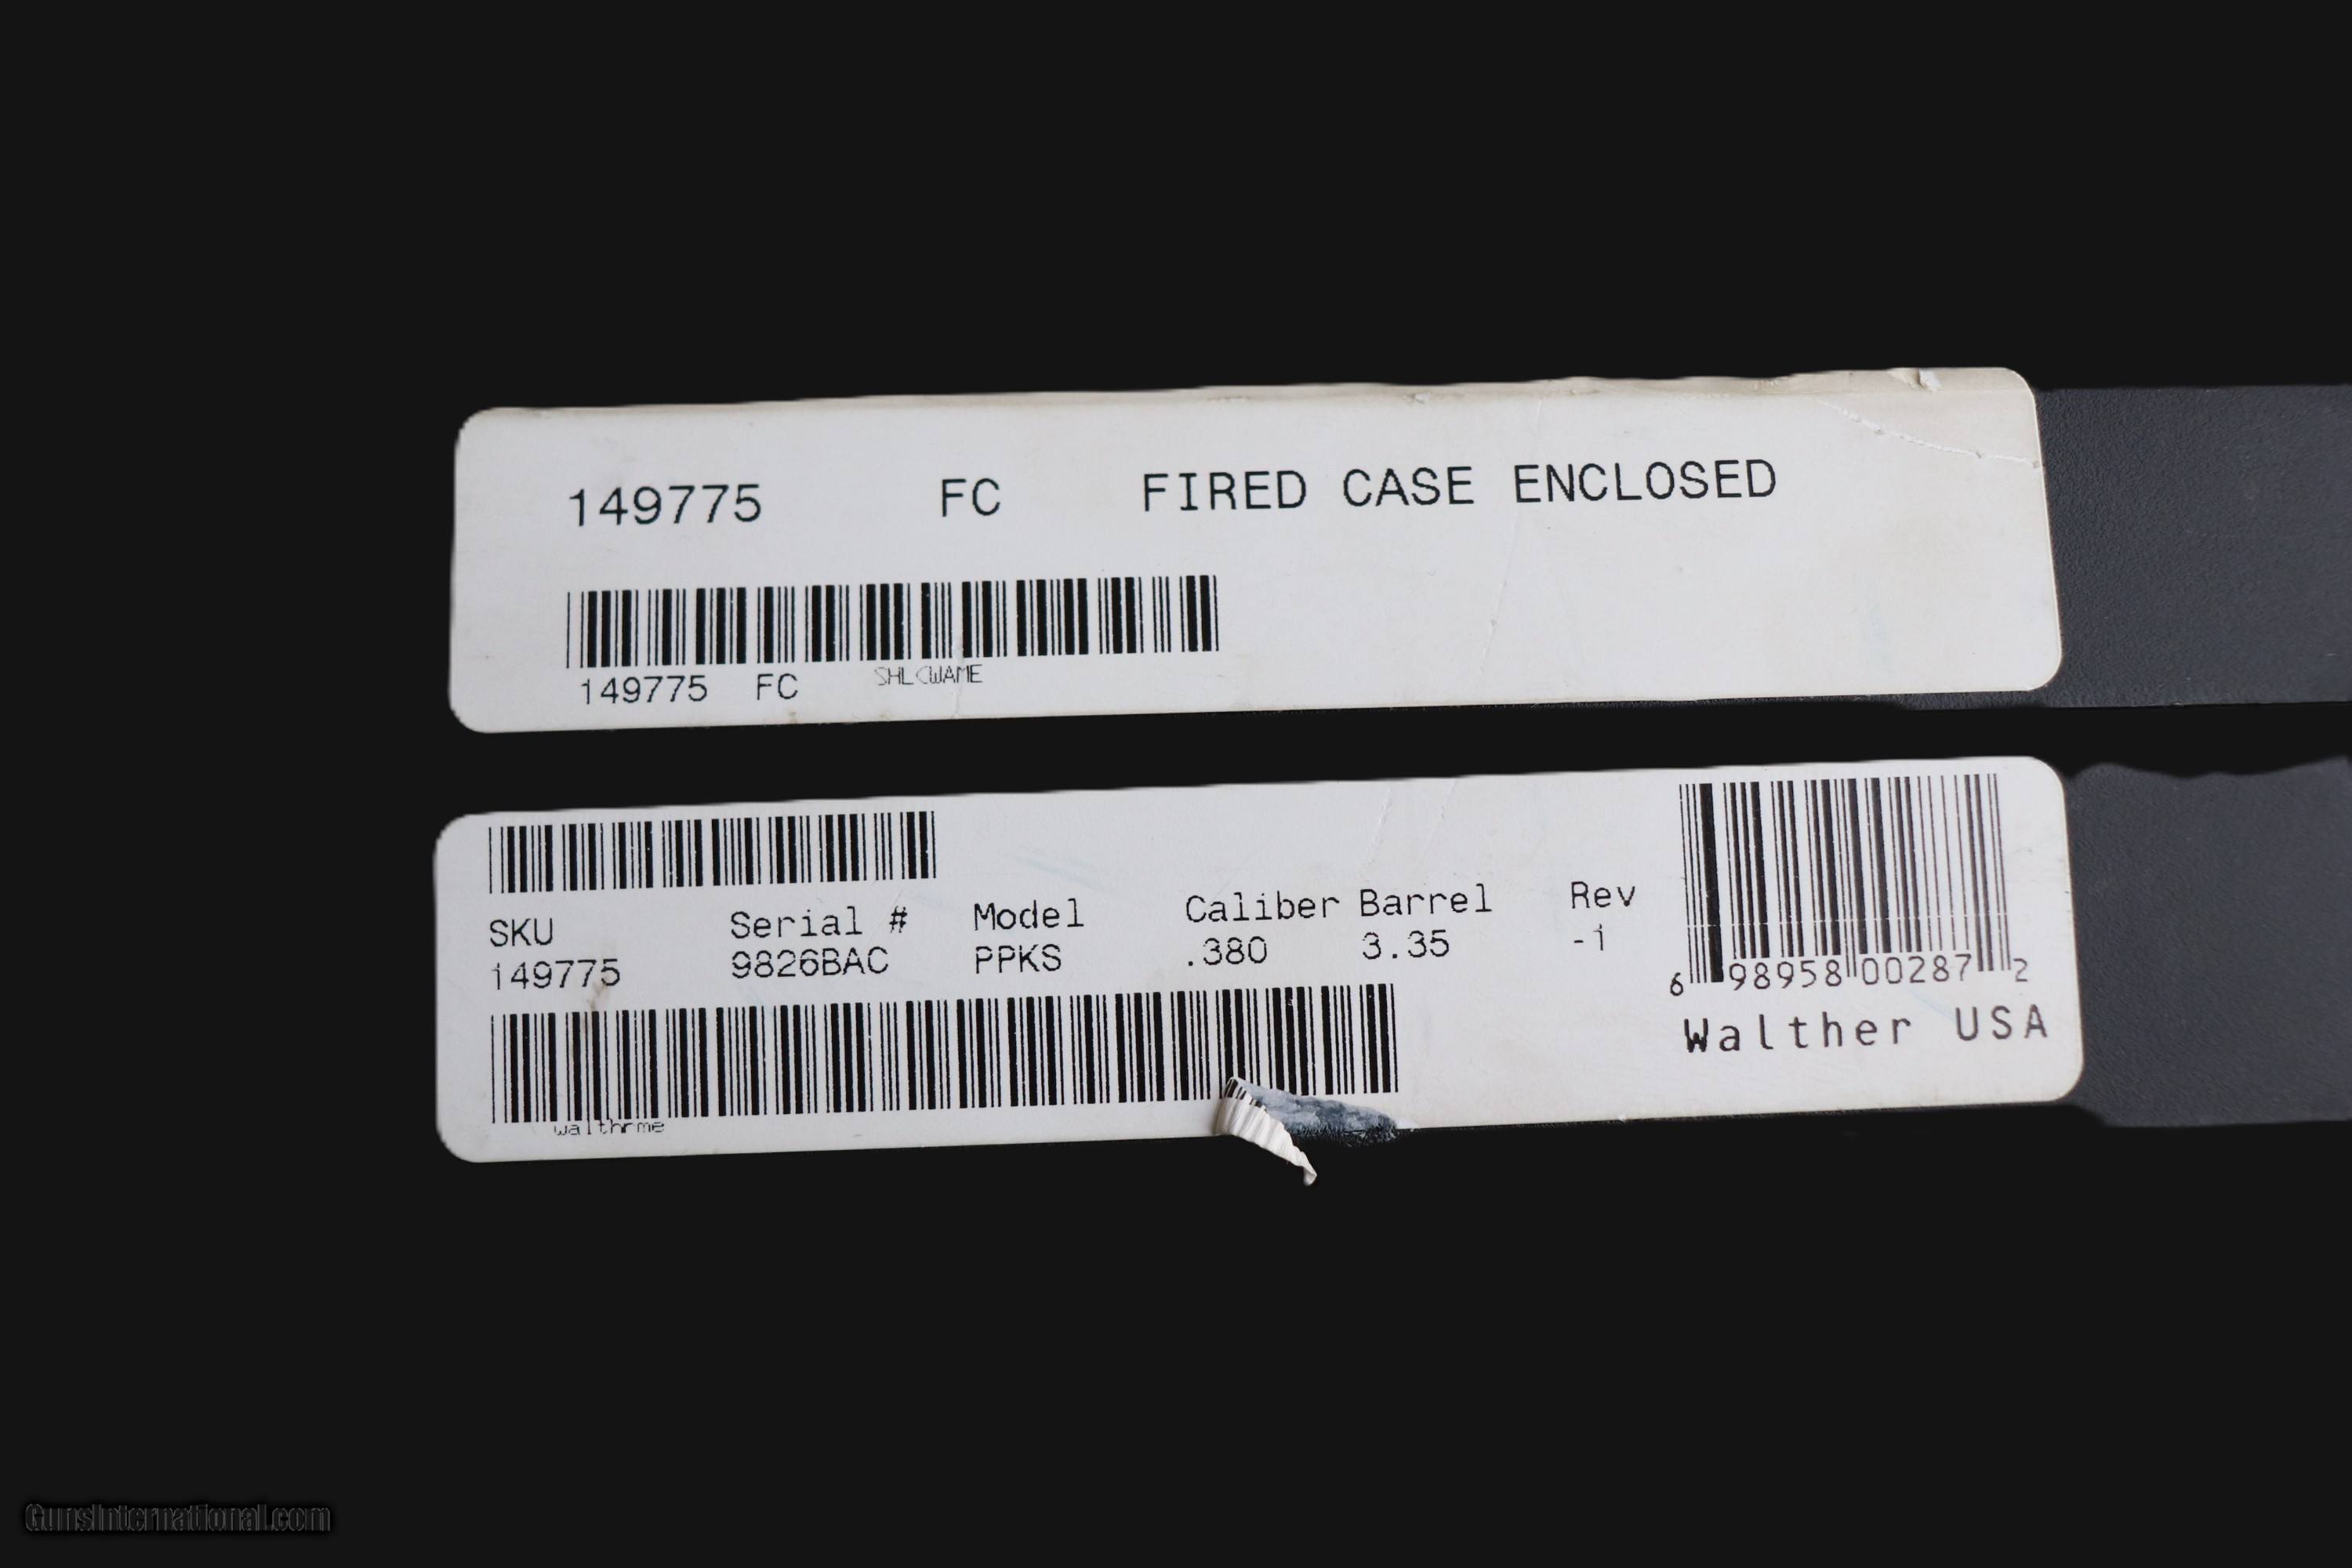 149775 FC FIRED CASE ENCLOSED
149775 FC SHLCWAME
SKU Serial # Model Caliber Barrel Rev
149775 9826BAC PPKS .380 3.35 -1
6 98958 00287 2
Walther USA
walthrme
GunsInternational.com